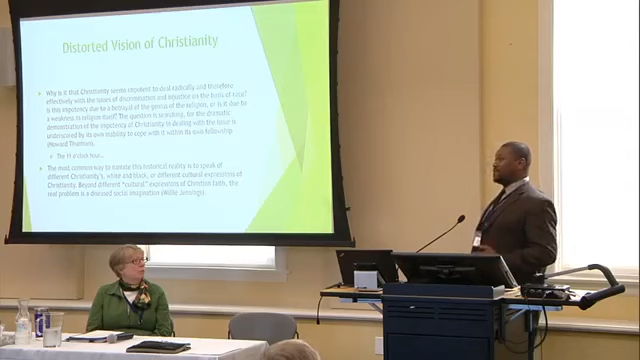 Distorted Vision of Christianity
Why is it that Christianity seems impotent to deal radically and therefore
effectively with the issues of discrimination and injustice on the basis of race?
Is this impotency due to a betrayal of the genius of the religion, or is it due to
a weakness in religion itself? The question is searching, for the dramatic
demonstration of the impotency of Christianity in dealing with the issue is
underscored by its own inability to cope with it within its own fellowship
(Howard Thurman).
The 11 o'clock hour...
The most common way to narrate this historical reality is to speak of
different Christianity's, white and black, or different cultural expressions of
Christianity. Beyond different "cultural" expressions of Christian faith, the
real problem is a diseased social imagination (Willie Jennings).